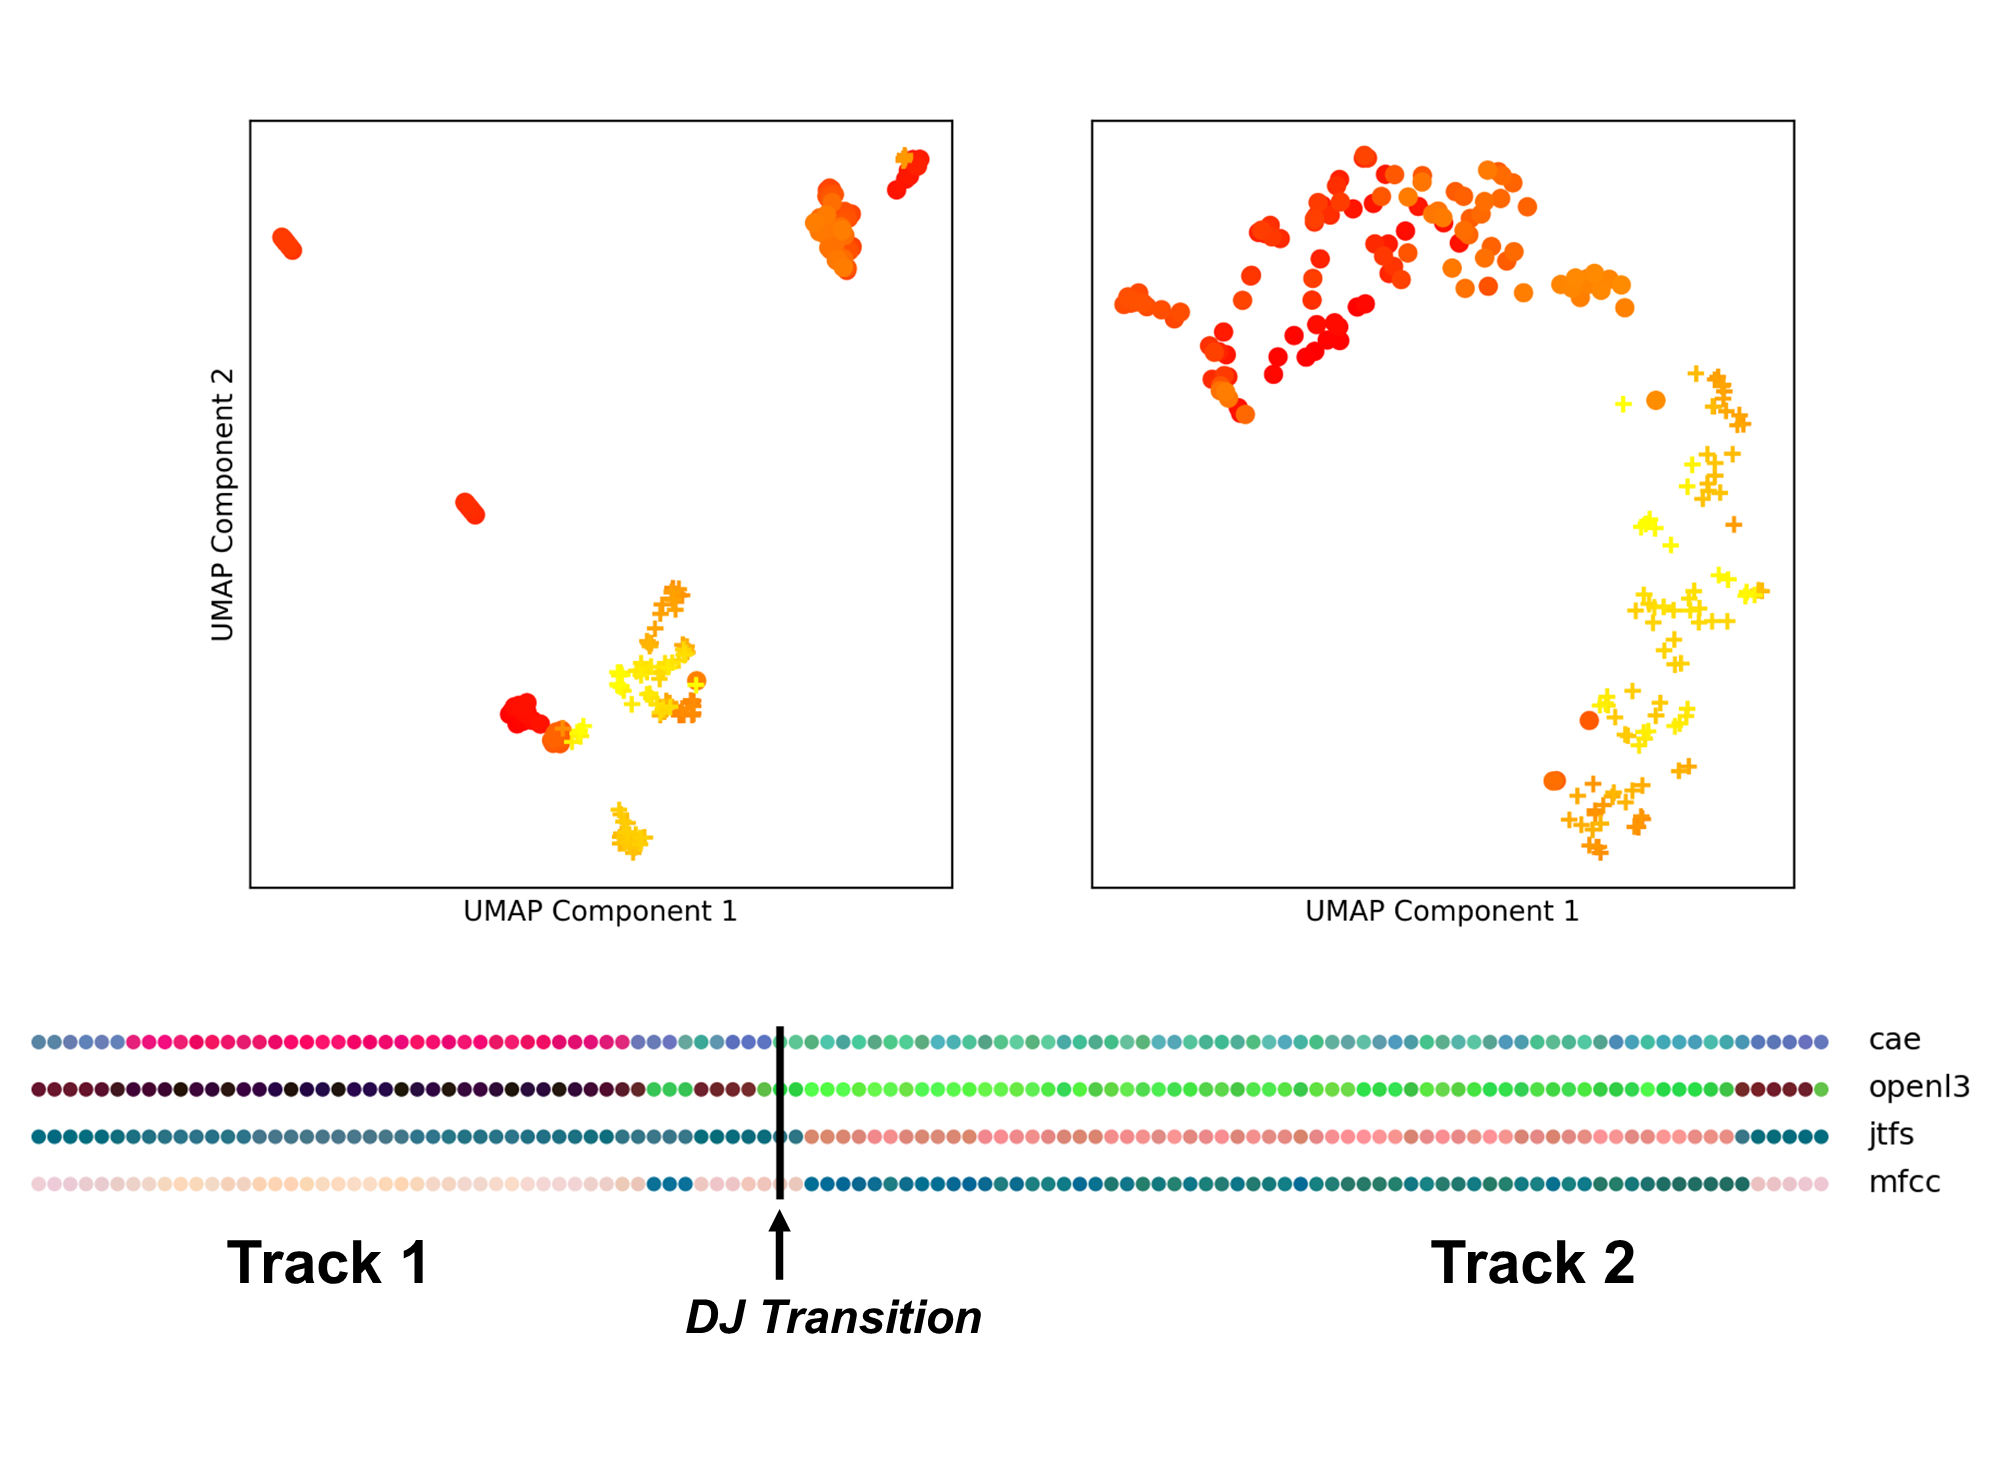 UMAP Component 2
UMAP Component 1
UMAP Component 1
cae
openl3
jtfs
mfcc
Track 1
Track 2
DJ Transition